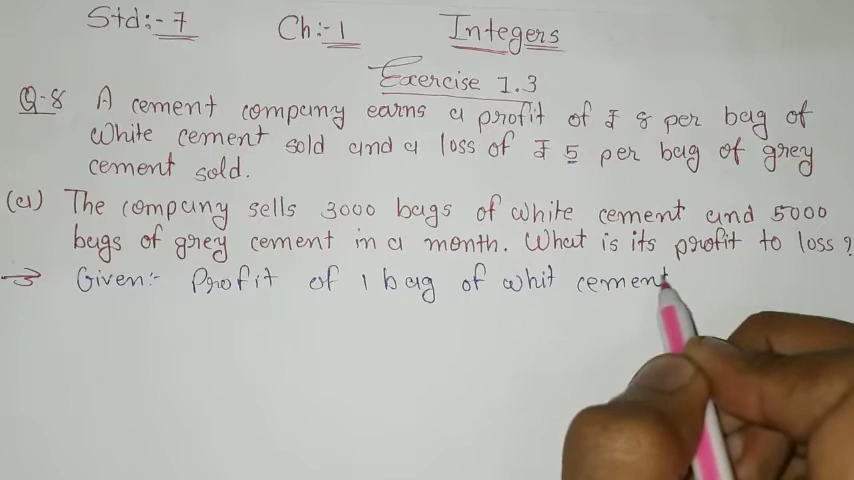 Std:- 7 Ch:- 1 Integers
Exercise 1.3
Q-8 A cement company earns a profit of ₹ 8 per bag of
white cement sold and a loss of ₹ 5 per bag of grey
cement sold.
(a) The company sells 3000 bags of white cement and 5000
bags of grey cement in a month. What is its profit to loss?
→ Given:- Profit of 1 bag of whit cement